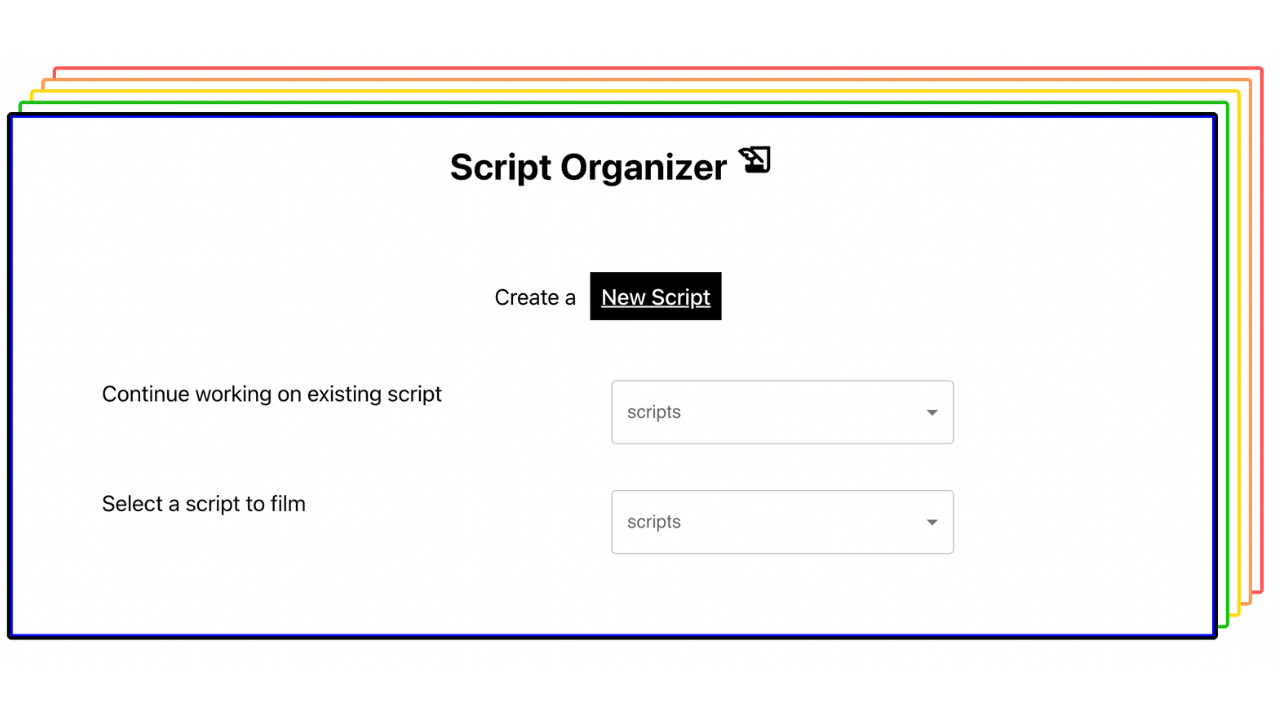 Script Organizer
Create a New Script
Continue working on existing script
scripts
Select a script to film
scripts